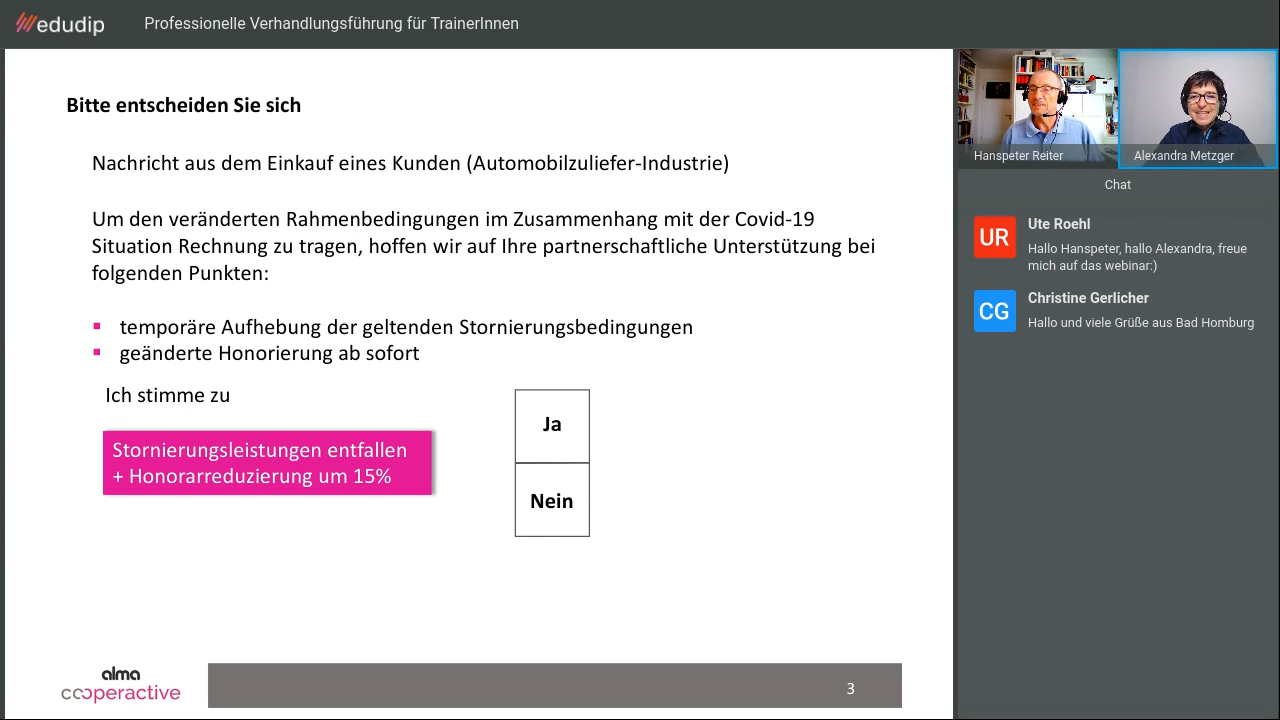 edudip
Professionelle Verhandlungsführung für TrainerInnen
Bitte entscheiden Sie sich
Nachricht aus dem Einkauf eines Kunden (Automobilzuliefer-Industrie)
Um den veränderten Rahmenbedingungen im Zusammenhang mit der Covid-19
Situation Rechnung zu tragen, hoffen wir auf Ihre partnerschaftliche Unterstützung bei
folgenden Punkten:
▪ temporäre Aufhebung der geltenden Stornierungsbedingungen
▪ geänderte Honorierung ab sofort
Ich stimme zu
Stornierungsleistungen entfallen
+ Honorarreduzierung um 15%
Ja
Nein
alma
cooperactive
3
Hanspeter Reiter
Alexandra Metzger
Chat
UR
Ute Roehl
Hallo Hanspeter, hallo Alexandra, freue
mich auf das webinar:)
CG
Christine Gerlicher
Hallo und viele Grüße aus Bad Homburg